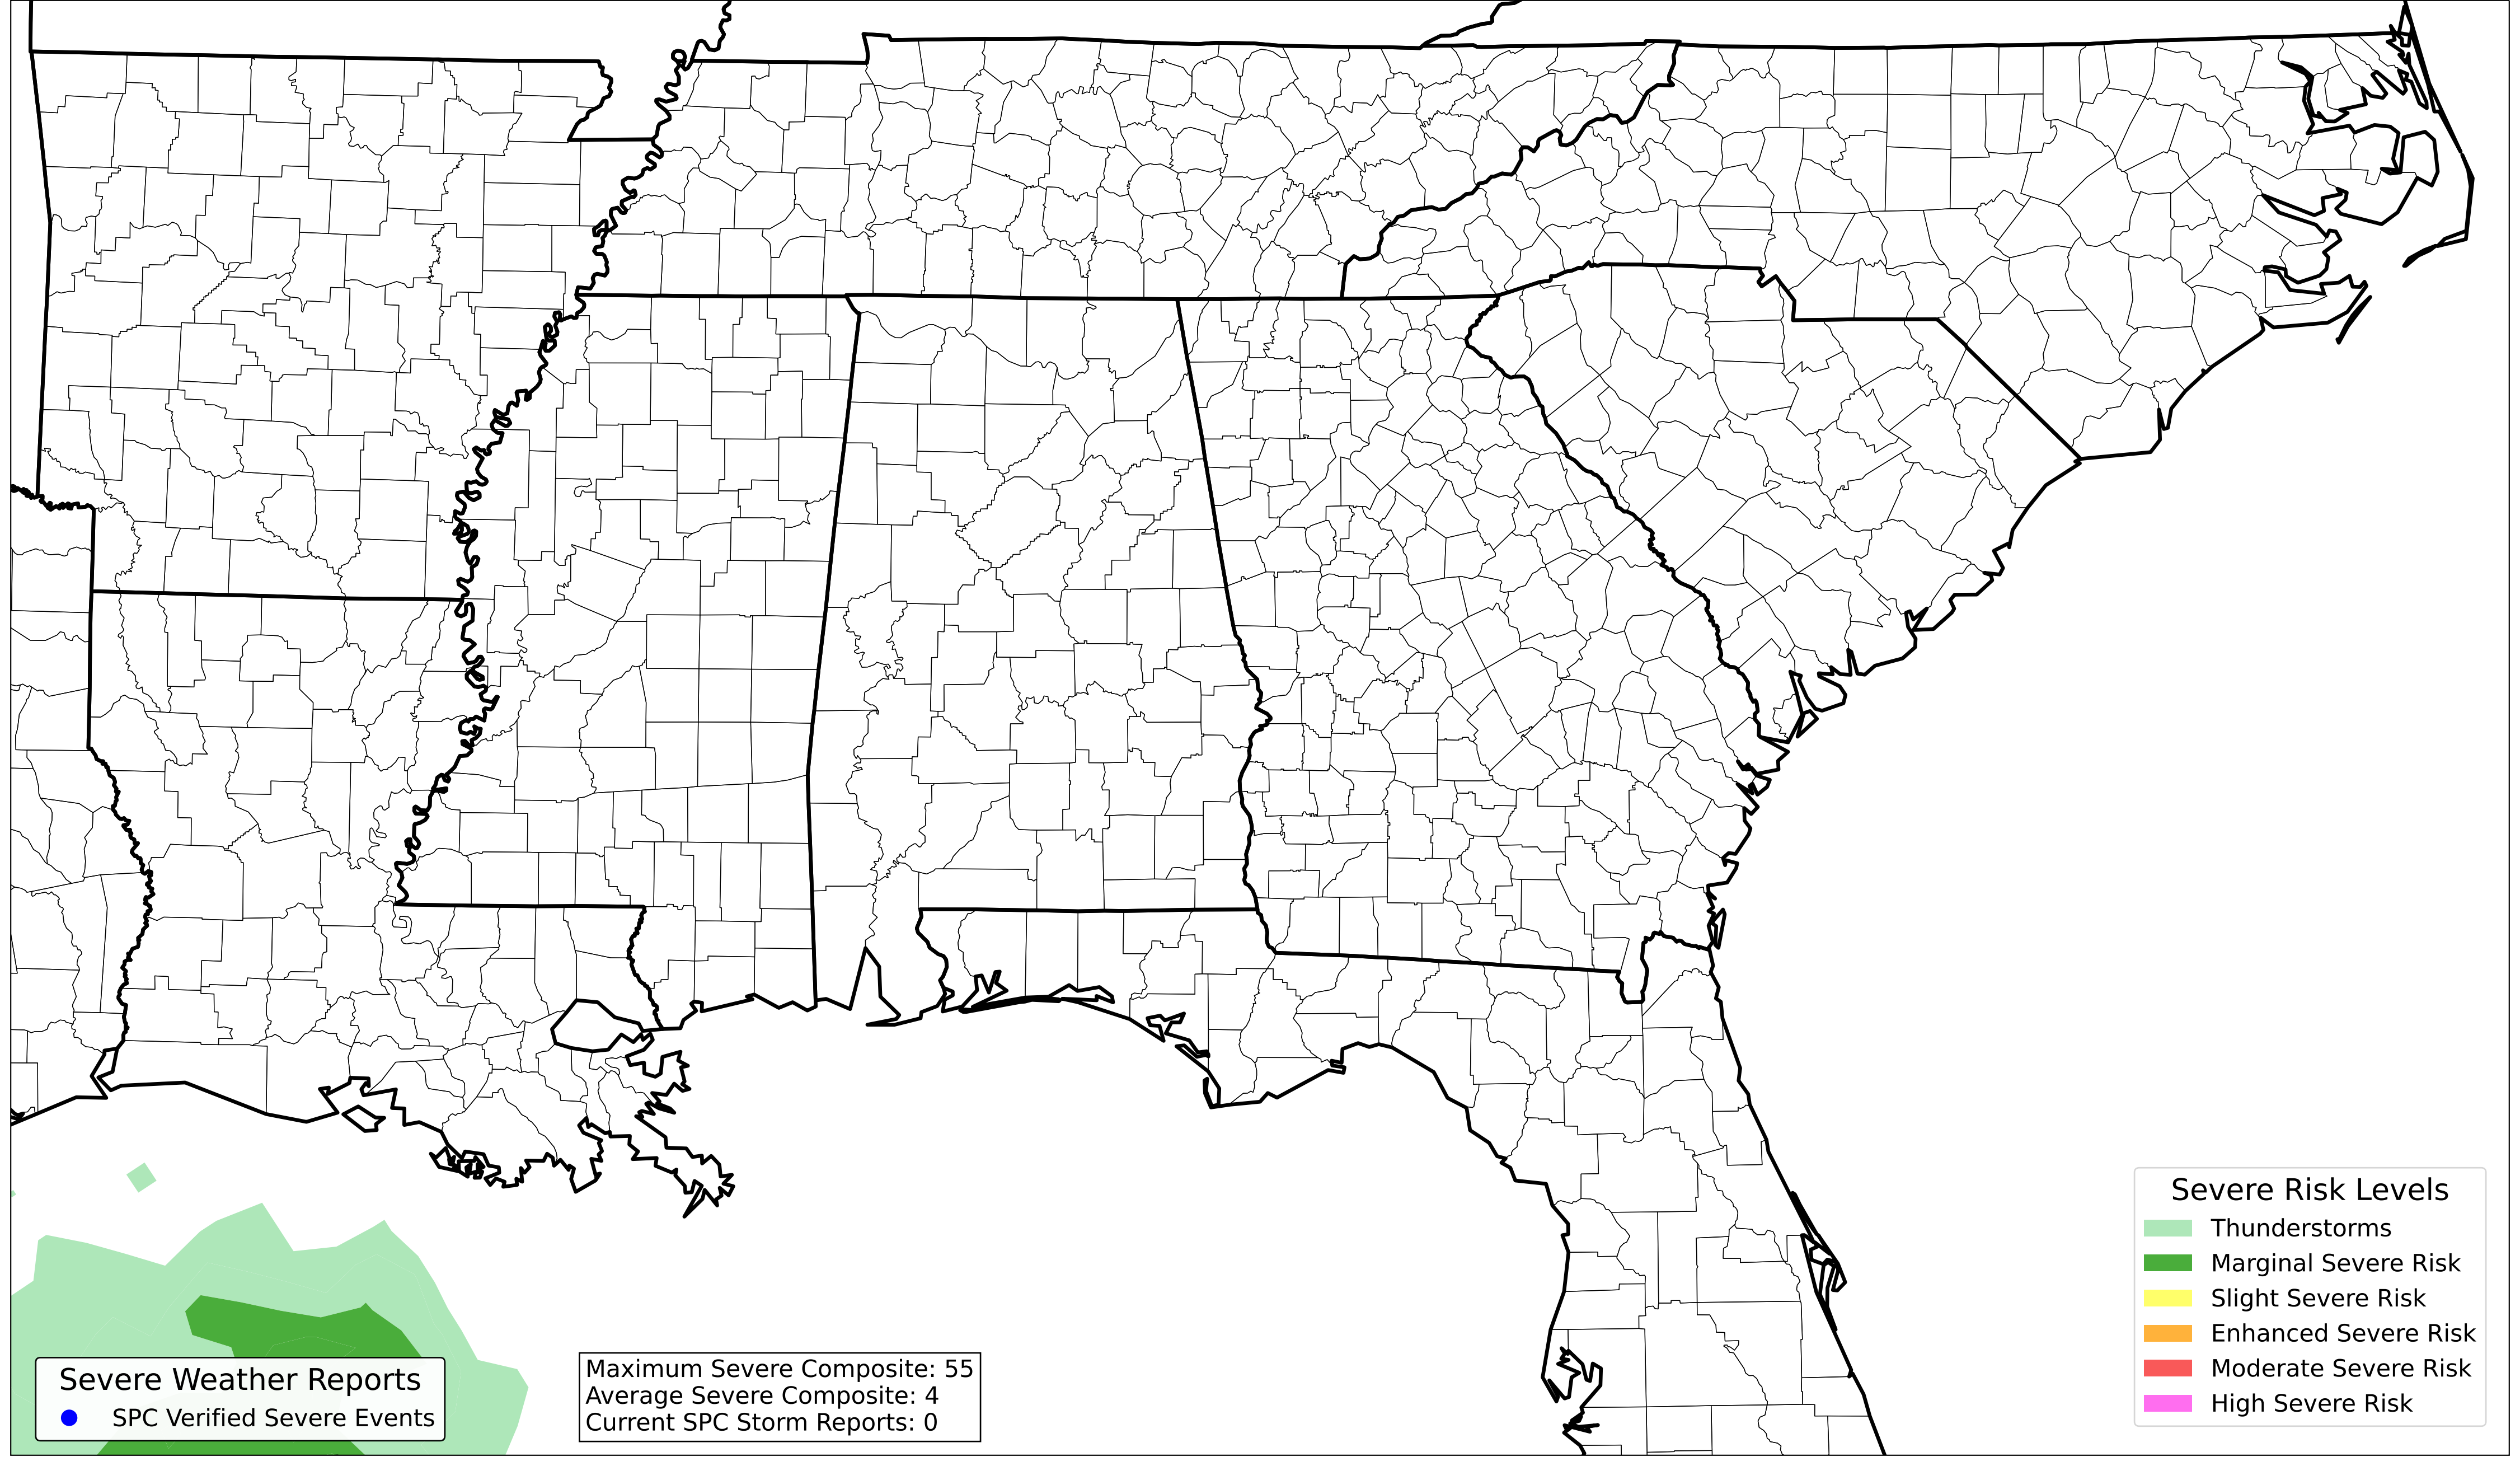 Severe Risk Levels
Thunderstorms
Marginal Severe Risk
Slight Severe Risk
Enhanced Severe Risk
Moderate Severe Risk
High Severe Risk
Severe Weather Reports
SPC Verified Severe Events
Maximum Severe Composite: 55
Average Severe Composite: 4
Current SPC Storm Reports: 0